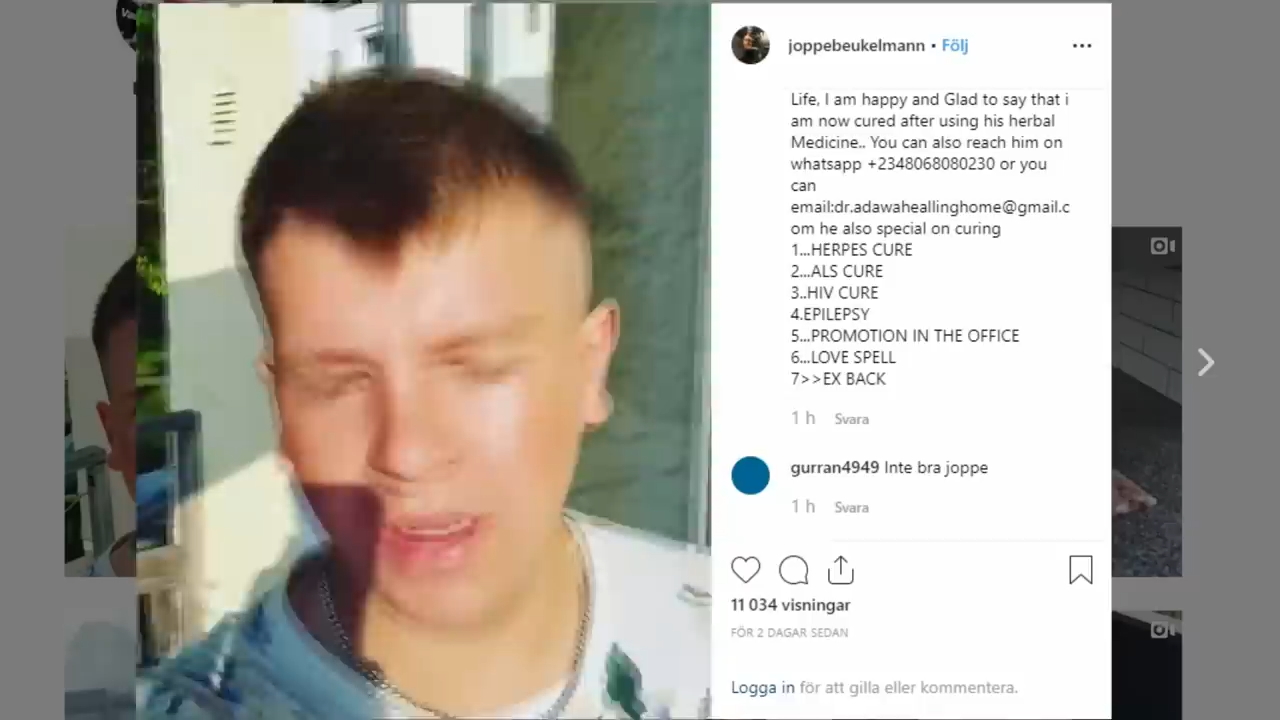 joppebeukelmann • Följ
Life, I am happy and Glad to say that i
am now cured after using his herbal
Medicine.. You can also reach him on
whatsapp +2348068080230 or you
can
email:dr.adawaheallinghome@gmail.c
om he also special on curing
1...HERPES CURE
2...ALS CURE
3..HIV CURE
4.EPILEPSY
5...PROMOTION IN THE OFFICE
6...LOVE SPELL
7>>EX BACK
1 h Svara
gurran4949 Inte bra joppe
1 h Svara
11 034 visningar
FÖR 2 DAGAR SEDAN
Logga in för att gilla eller kommentera.